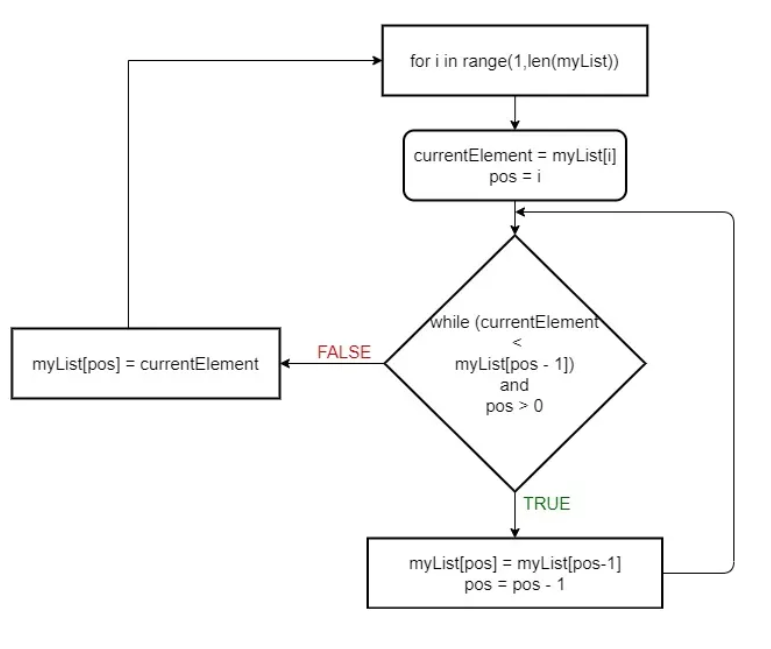 for i in range(1,len(myList))
currentElement = myList[i]
pos = i
while (currentElement
<
myList[pos - 1])
and
pos > 0
FALSE
myList[pos] = currentElement
TRUE
myList[pos] = myList[pos-1]
pos = pos - 1